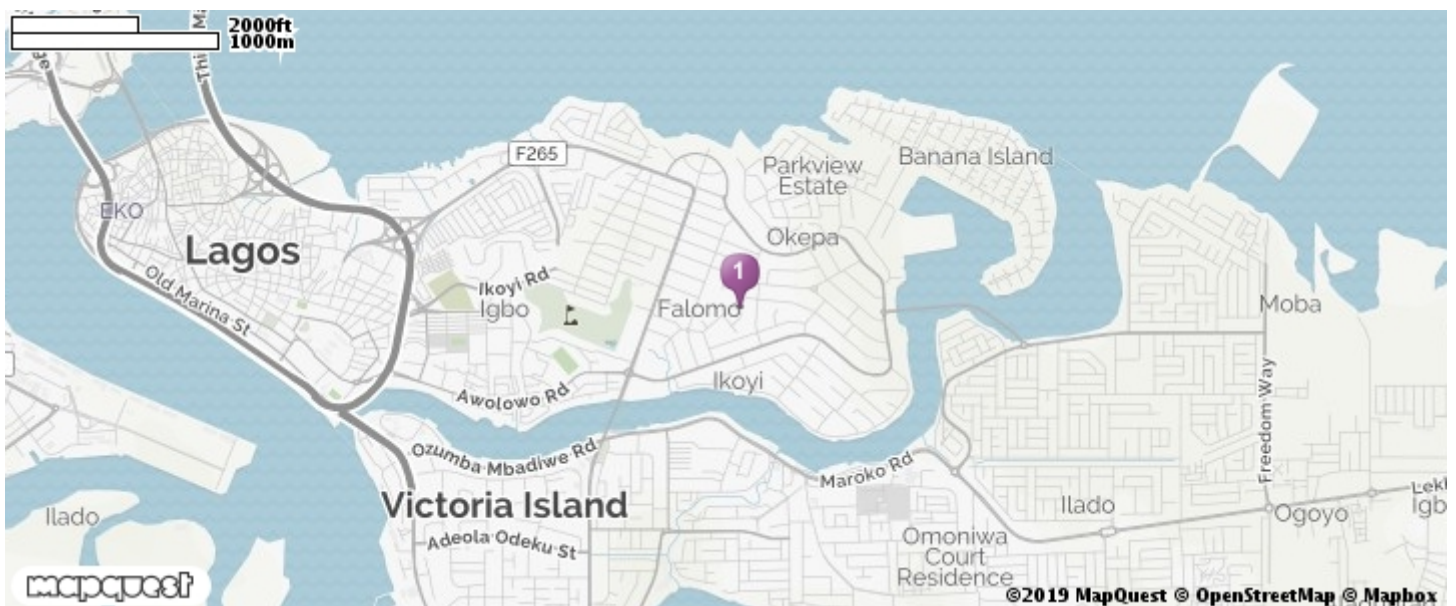 2000ft
1000m
F265
Parkview
Estate
Banana Island
EKO
Lagos
Okepa
1
Ikoyi Rd
Igbo
Falomo
Moba
Old Marina St
Ikoyi
Awolowo Rd
Freedom Way
Ozumba Mbadiwe Rd
Maroko Rd
Victoria Island
Ilado
Ilado
Ogoyo
Adeola Odeku St
Omoniwa
Court
Residence
mapquest
©2019 MapQuest © OpenStreetMap © Mapbox